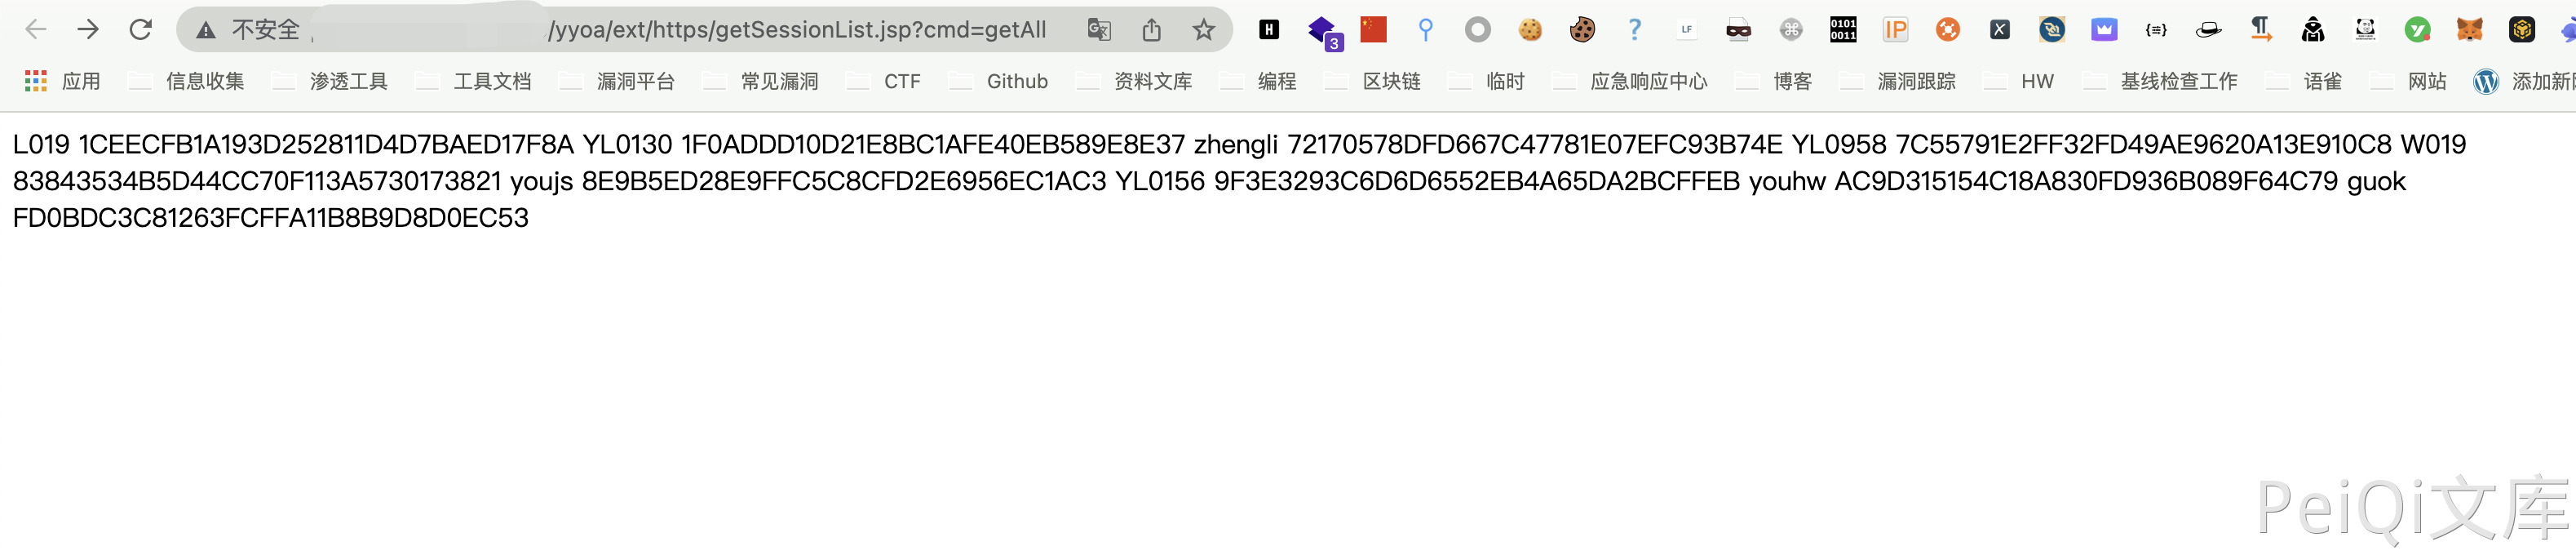 不安全 /yyoa/ext/https/getSessionList.jsp?cmd=getAll H 3 LF 0101 0011 IP X
应用 信息收集 渗透工具 工具文档 漏洞平台 常见漏洞 CTF Github 资料文库 编程 区块链 临时 应急响应中心 博客 漏洞跟踪 HW 基线检查工作 语雀 网站 添加新
L019 1CEECFB1A193D252811D4D7BAED17F8A YL0130 1F0ADDD10D21E8BC1AFE40EB589E8E37 zhengli 72170578DFD667C47781E07EFC93B74E YL0958 7C55791E2FF32FD49AE9620A13E910C8 W019
83843534B5D44CC70F113A5730173821 youjs 8E9B5ED28E9FFC5C8CFD2E6956EC1AC3 YL0156 9F3E3293C6D6D6552EB4A65DA2BCFFEB youhw AC9D315154C18A830FD936B089F64C79 guok
FD0BDC3C81263FCFFA11B8B9D8D0EC53
PeiQi文库